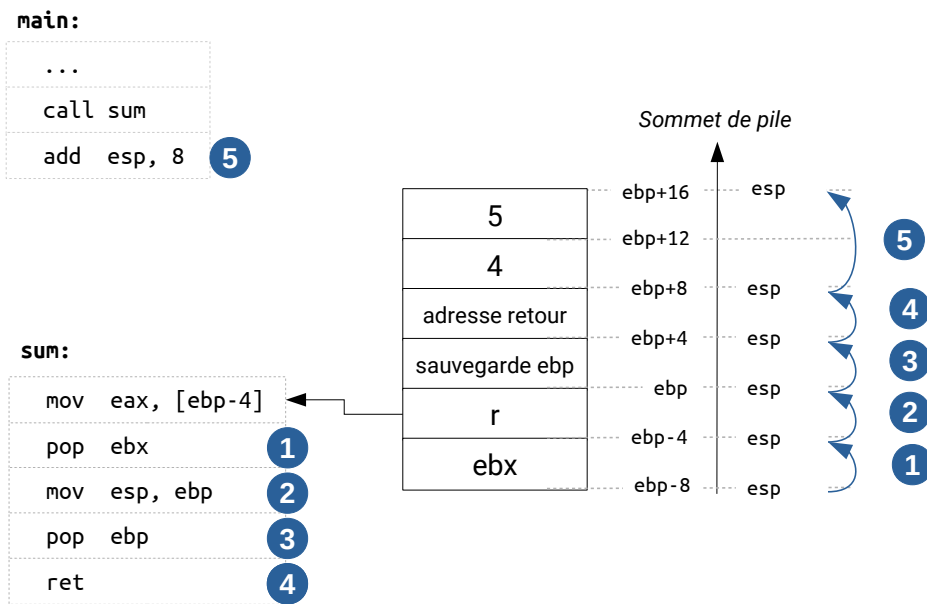 main:
...
call sum
add esp, 8 5
Sommet de pile
5 ebp+16 esp
ebp+12 5
4
ebp+8 esp
adresse retour 4
ebp+4 esp
sauvegarde ebp 3
ebp esp
r 2
ebp-4 esp
ebx 1
ebp-8 esp
sum:
mov eax, [ebp-4]
pop ebx 1
mov esp, ebp 2
pop ebp 3
ret 4